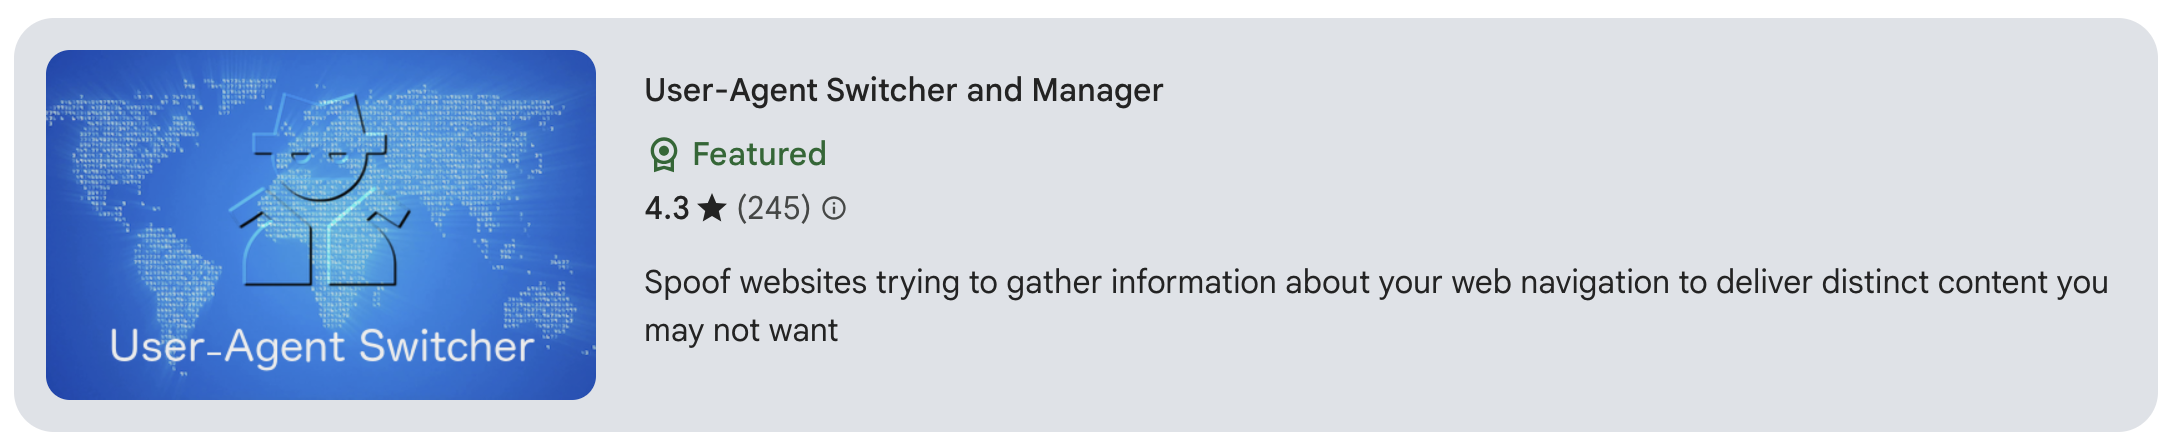 User-Agent Switcher and Manager
Featured
4.3 ★ (245)
Spoof websites trying to gather information about your web navigation to deliver distinct content you
may not want
User-Agent Switcher